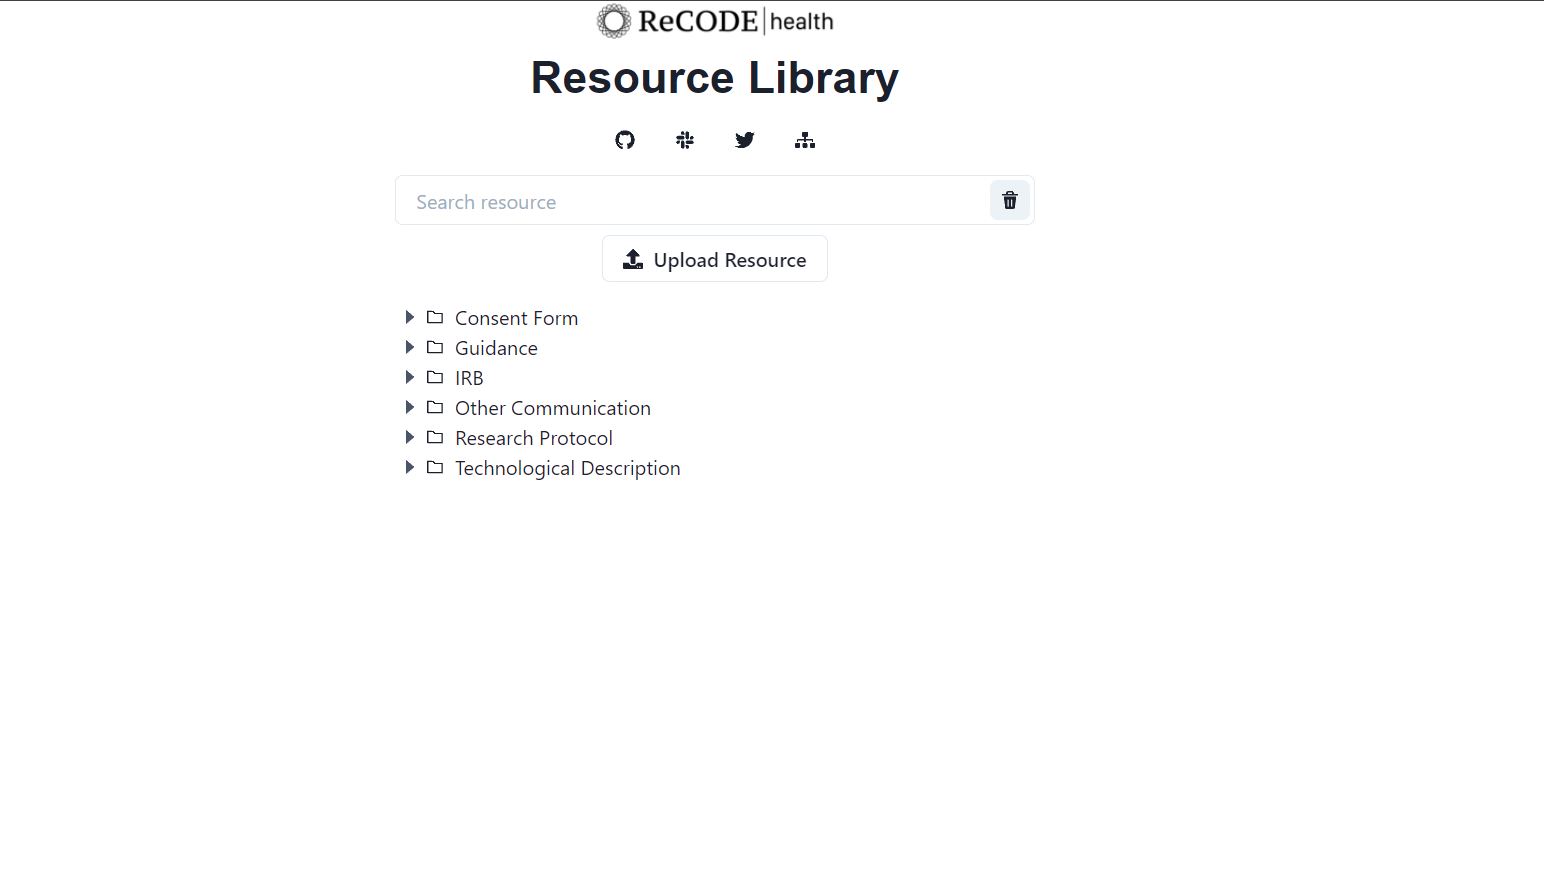 ReCODE health
Resource Library
Search resource
Upload Resource
Consent Form
Guidance
IRB
Other Communication
Research Protocol
Technological Description